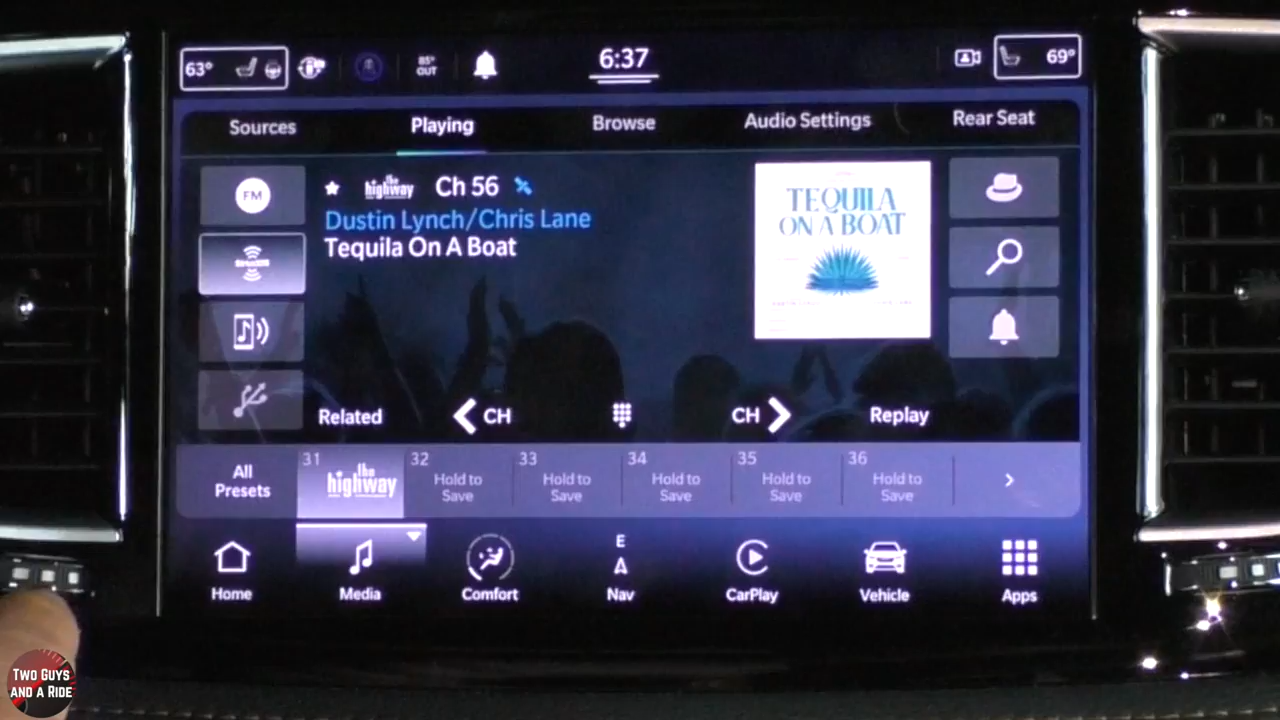 63°
85°
OUT
6:37
69°
Sources
Playing
Browse
Audio Settings
Rear Seat
FM
the
highway
Ch 56
Dustin Lynch/Chris Lane
Tequila On A Boat
TEQUILA
ON A BOAT
Related
CH
CH
Replay
All
Presets
31
the
highway
32
Hold to
Save
33
Hold to
Save
34
Hold to
Save
35
Hold to
Save
36
Hold to
Save
E
A
Home
Media
Comfort
Nav
CarPlay
Vehicle
Apps
TWO GUYS
AND A RIDE